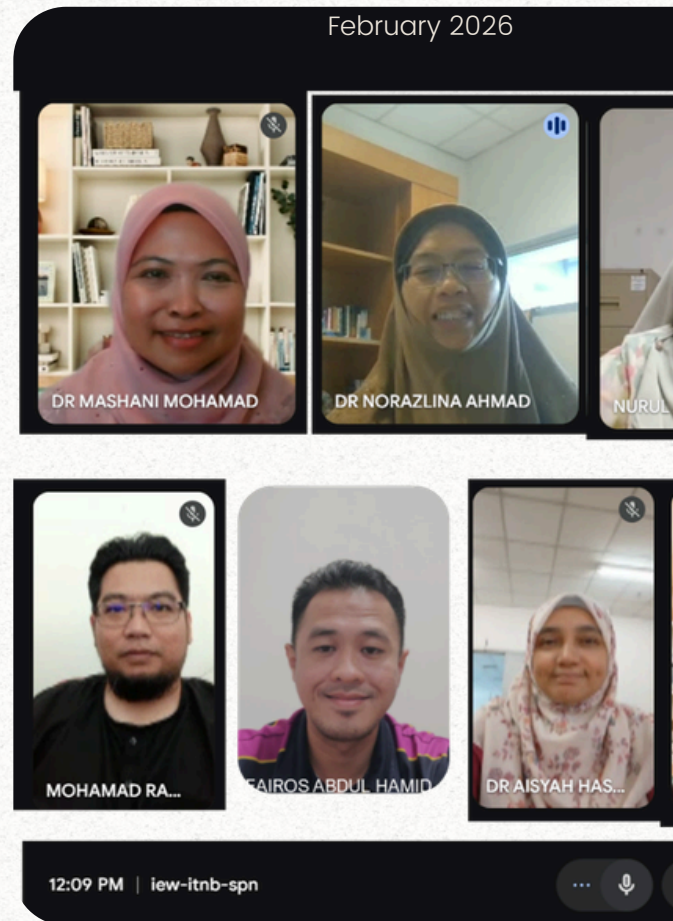 February 2026
DR MASHANI MOHAMAD
DR NORAZLINA AHMAD
NURUL
MOHAMAD RA...
FAIROS ABDUL HAMID
DR AISYAH HAS...
12:09 PM | iew-itnb-spn